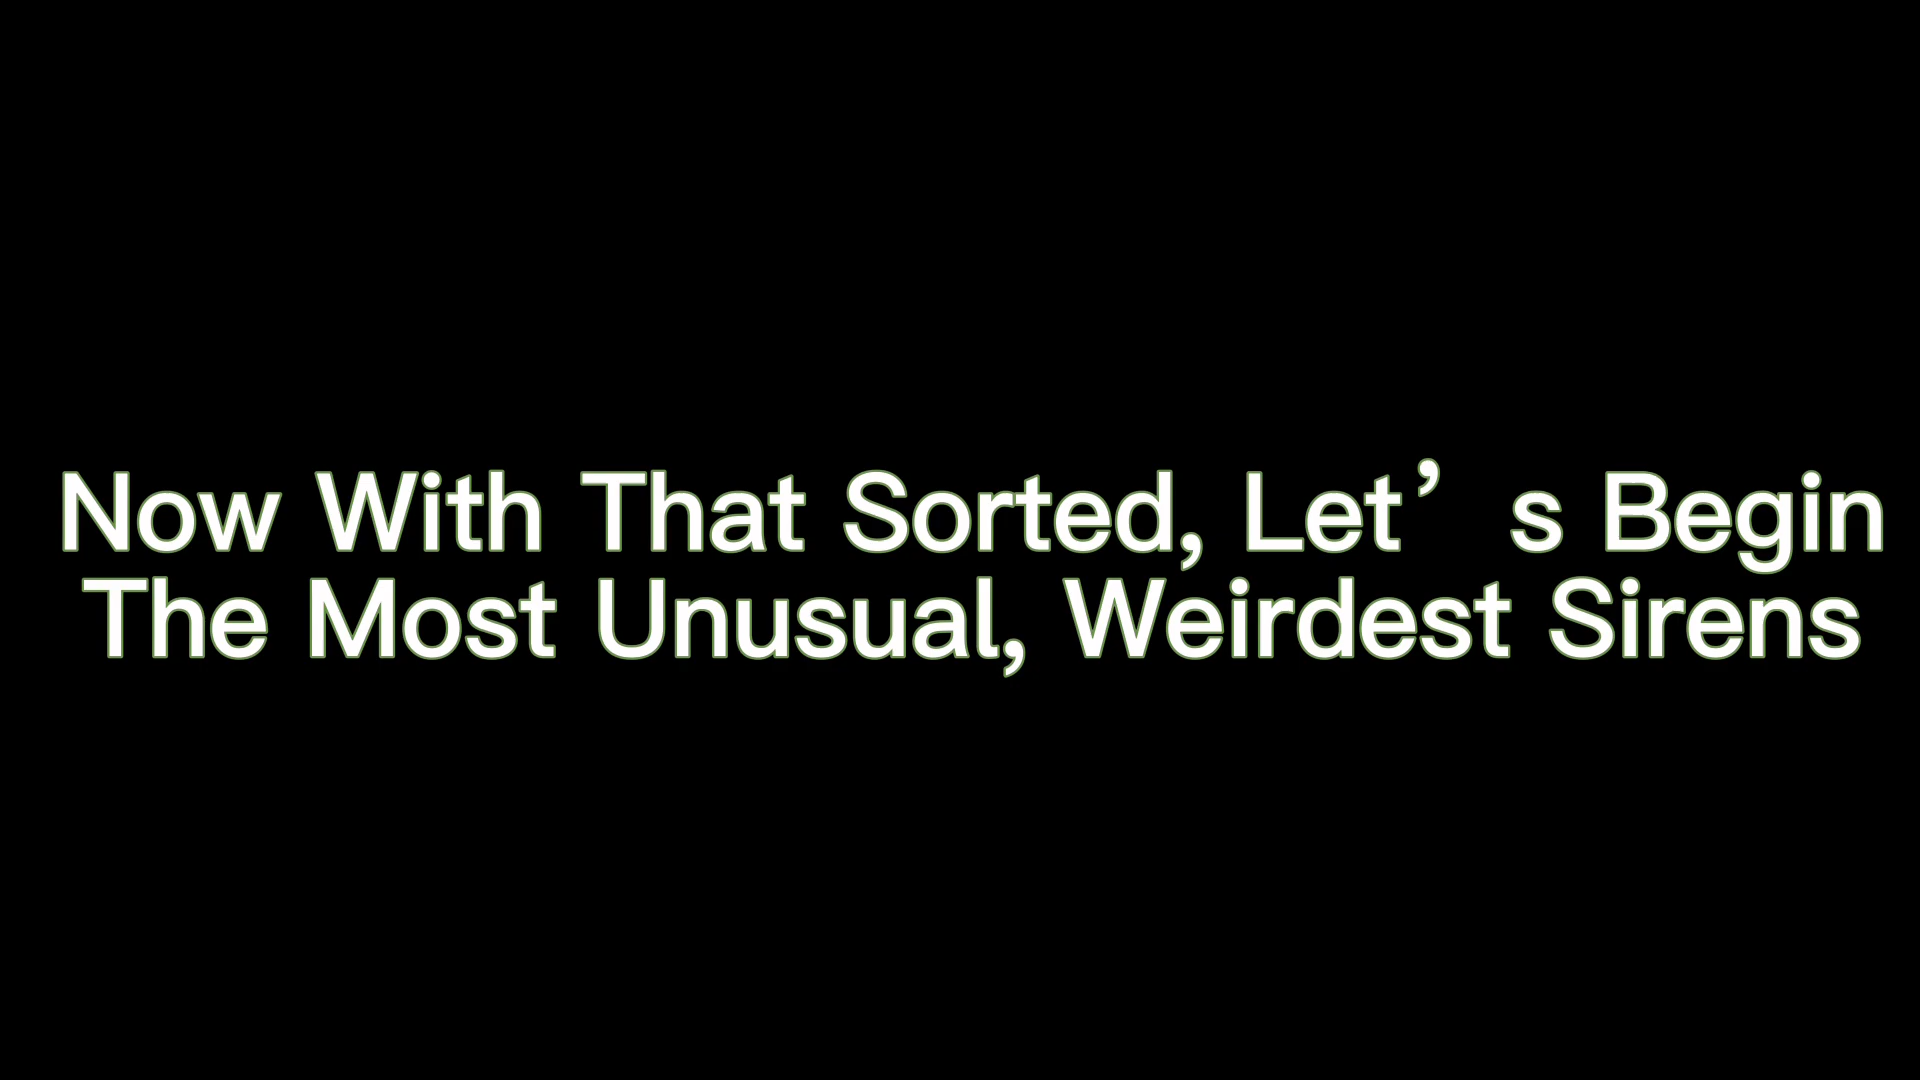 Now With That Sorted, Let’s Begin
The Most Unusual, Weirdest Sirens